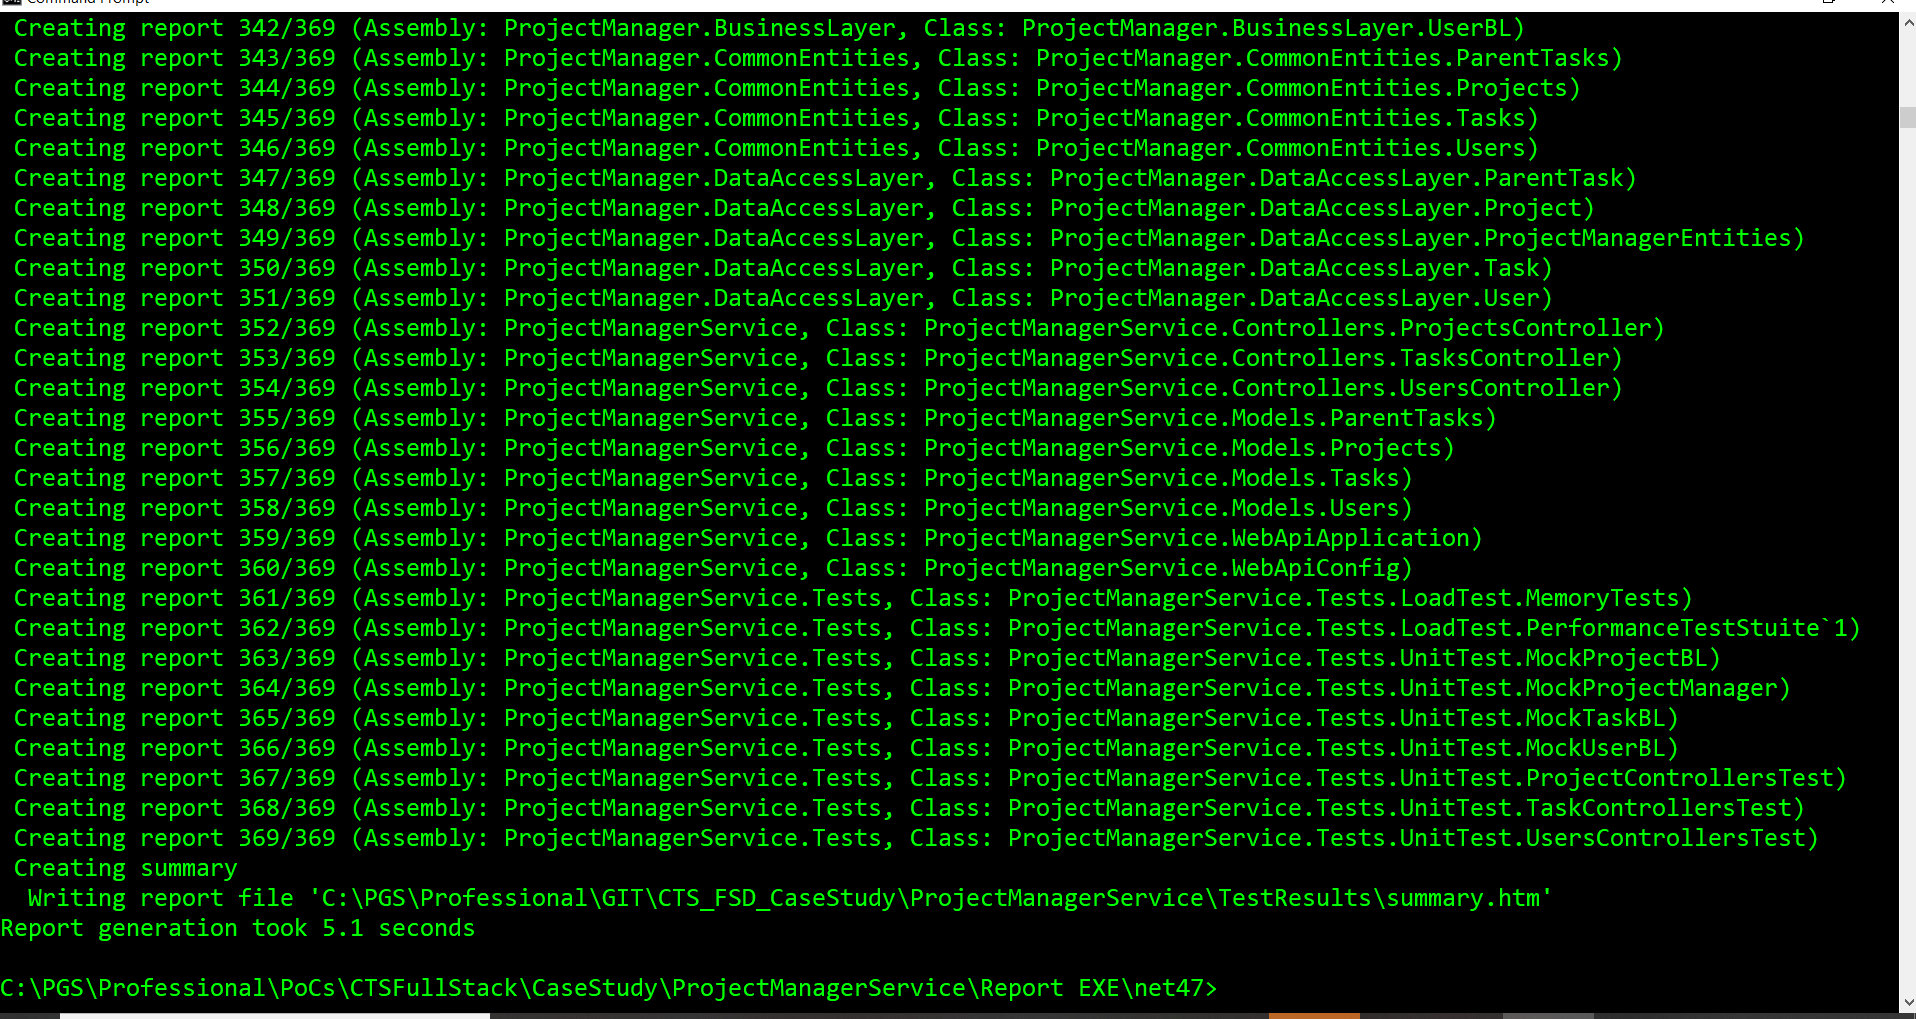 Command Prompt
Creating report 342/369 (Assembly: ProjectManager.BusinessLayer, Class: ProjectManager.BusinessLayer.UserBL)
Creating report 343/369 (Assembly: ProjectManager.CommonEntities, Class: ProjectManager.CommonEntities.ParentTasks)
Creating report 344/369 (Assembly: ProjectManager.CommonEntities, Class: ProjectManager.CommonEntities.Projects)
Creating report 345/369 (Assembly: ProjectManager.CommonEntities, Class: ProjectManager.CommonEntities.Tasks)
Creating report 346/369 (Assembly: ProjectManager.CommonEntities, Class: ProjectManager.CommonEntities.Users)
Creating report 347/369 (Assembly: ProjectManager.DataAccessLayer, Class: ProjectManager.DataAccessLayer.ParentTask)
Creating report 348/369 (Assembly: ProjectManager.DataAccessLayer, Class: ProjectManager.DataAccessLayer.Project)
Creating report 349/369 (Assembly: ProjectManager.DataAccessLayer, Class: ProjectManager.DataAccessLayer.ProjectManagerEntities)
Creating report 350/369 (Assembly: ProjectManager.DataAccessLayer, Class: ProjectManager.DataAccessLayer.Task)
Creating report 351/369 (Assembly: ProjectManager.DataAccessLayer, Class: ProjectManager.DataAccessLayer.User)
Creating report 352/369 (Assembly: ProjectManagerService, Class: ProjectManagerService.Controllers.ProjectsController)
Creating report 353/369 (Assembly: ProjectManagerService, Class: ProjectManagerService.Controllers.TasksController)
Creating report 354/369 (Assembly: ProjectManagerService, Class: ProjectManagerService.Controllers.UsersController)
Creating report 355/369 (Assembly: ProjectManagerService, Class: ProjectManagerService.Models.ParentTasks)
Creating report 356/369 (Assembly: ProjectManagerService, Class: ProjectManagerService.Models.Projects)
Creating report 357/369 (Assembly: ProjectManagerService, Class: ProjectManagerService.Models.Tasks)
Creating report 358/369 (Assembly: ProjectManagerService, Class: ProjectManagerService.Models.Users)
Creating report 359/369 (Assembly: ProjectManagerService, Class: ProjectManagerService.WebApiApplication)
Creating report 360/369 (Assembly: ProjectManagerService, Class: ProjectManagerService.WebApiConfig)
Creating report 361/369 (Assembly: ProjectManagerService.Tests, Class: ProjectManagerService.Tests.LoadTest.MemoryTests)
Creating report 362/369 (Assembly: ProjectManagerService.Tests, Class: ProjectManagerService.Tests.LoadTest.PerformanceTestStuite`1)
Creating report 363/369 (Assembly: ProjectManagerService.Tests, Class: ProjectManagerService.Tests.UnitTest.MockProjectBL)
Creating report 364/369 (Assembly: ProjectManagerService.Tests, Class: ProjectManagerService.Tests.UnitTest.MockProjectManager)
Creating report 365/369 (Assembly: ProjectManagerService.Tests, Class: ProjectManagerService.Tests.UnitTest.MockTaskBL)
Creating report 366/369 (Assembly: ProjectManagerService.Tests, Class: ProjectManagerService.Tests.UnitTest.MockUserBL)
Creating report 367/369 (Assembly: ProjectManagerService.Tests, Class: ProjectManagerService.Tests.UnitTest.ProjectControllersTest)
Creating report 368/369 (Assembly: ProjectManagerService.Tests, Class: ProjectManagerService.Tests.UnitTest.TaskControllersTest)
Creating report 369/369 (Assembly: ProjectManagerService.Tests, Class: ProjectManagerService.Tests.UnitTest.UsersControllersTest)
Creating summary
Writing report file 'C:\PGS\Professional\GIT\CTS_FSD_CaseStudy\ProjectManagerService\TestResults\summary.htm'
Report generation took 5.1 seconds
C:\PGS\Professional\PoCs\CTSFullStack\CaseStudy\ProjectManagerService\Report EXE\net47>